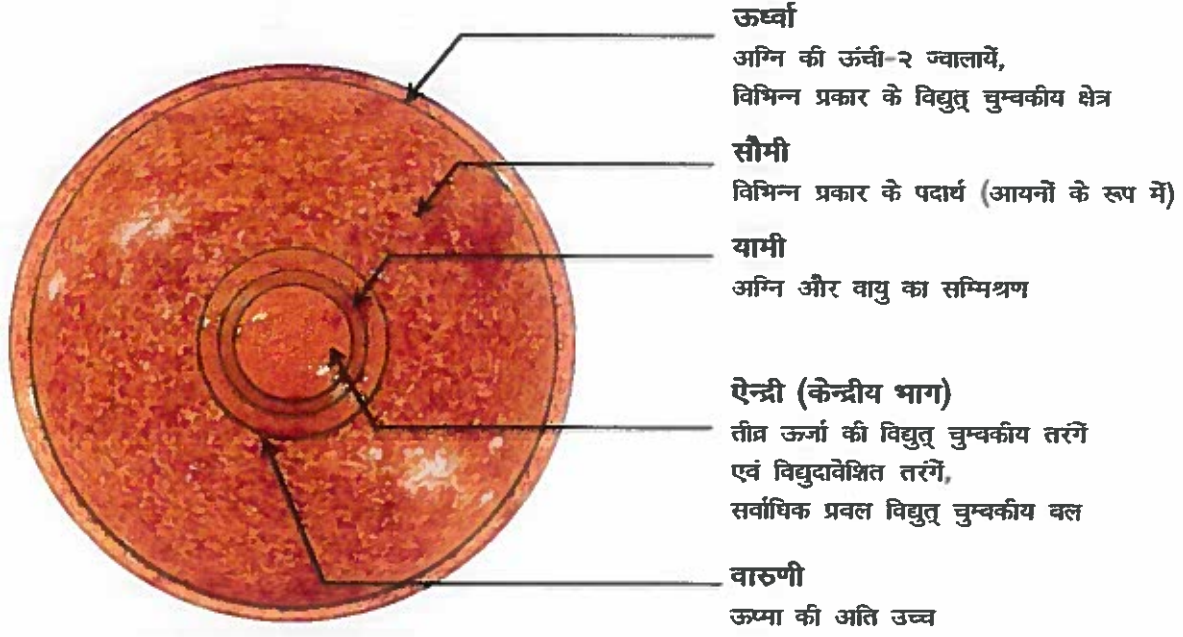 ऊर्ध्वा
अग्नि की ऊंची-२ ज्वालायें,
विभिन्न प्रकार के विद्युत् चुम्बकीय क्षेत्र
सौमी
विभिन्न प्रकार के पदार्थ (आयनों के रूप में)
यामी
अग्नि और वायु का सम्मिश्रण
ऐन्द्री (केन्द्रीय भाग)
तीव्र ऊर्जा की विद्युत् चुम्बकीय तरंगें
एवं विद्युदावेशित तरंगें,
सर्वाधिक प्रबल विद्युत् चुम्बकीय बल
वारुणी
ऊष्मा की अति उच्च